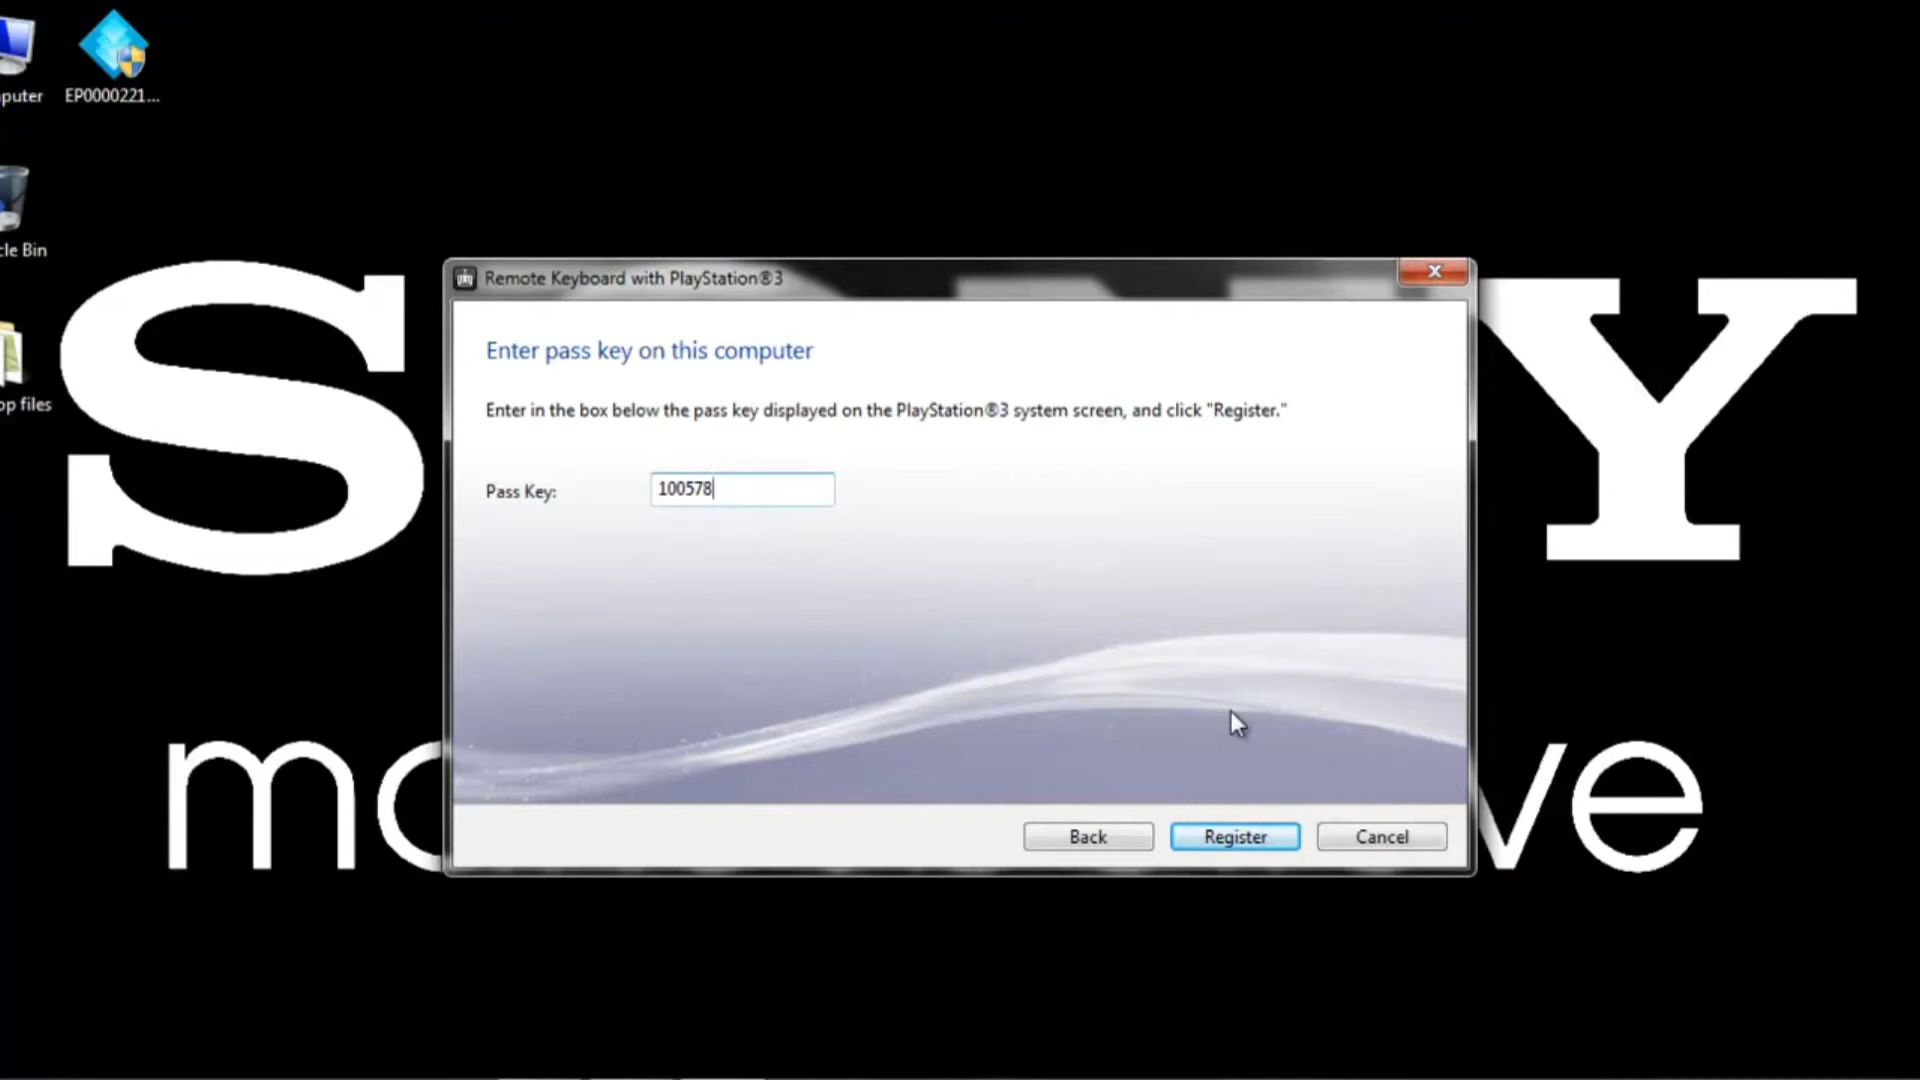 puter
EP0000221...
cle Bin
op files
S
Y
Remote Keyboard with PlayStation®3
Enter pass key on this computer
Enter in the box below the pass key displayed on the PlayStation®3 system screen, and click "Register."
Pass Key:
100578
Back
Register
Cancel
ma
ve